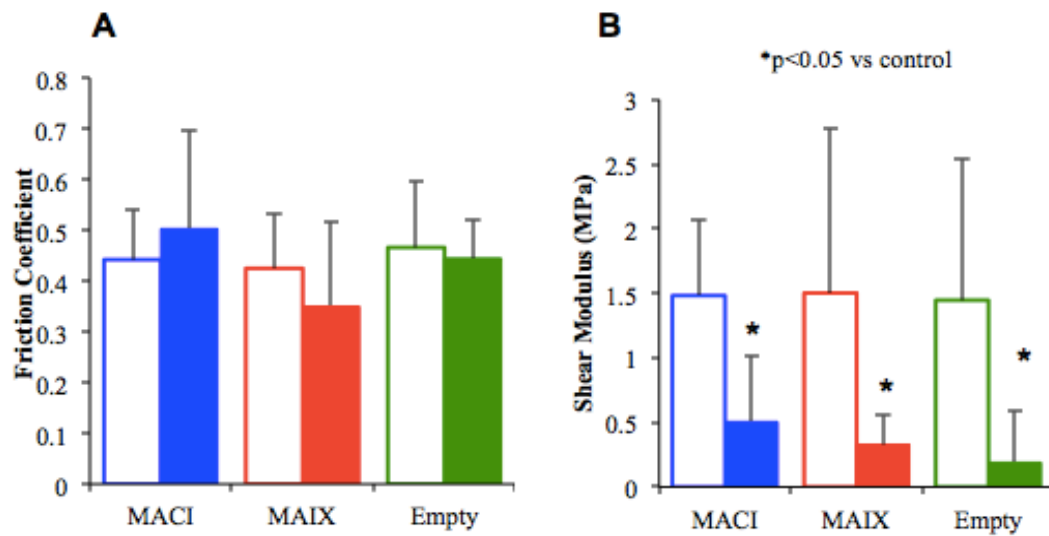 A
Friction Coefficient
0.8
0.7
0.6
0.5
0.4
0.3
0.2
0.1
0
MACI MAIX Empty
B
*p<0.05 vs control
Shear Modulus (MPa)
3
2.5
2
1.5
1
0.5
0
* * *
MACI MAIX Empty